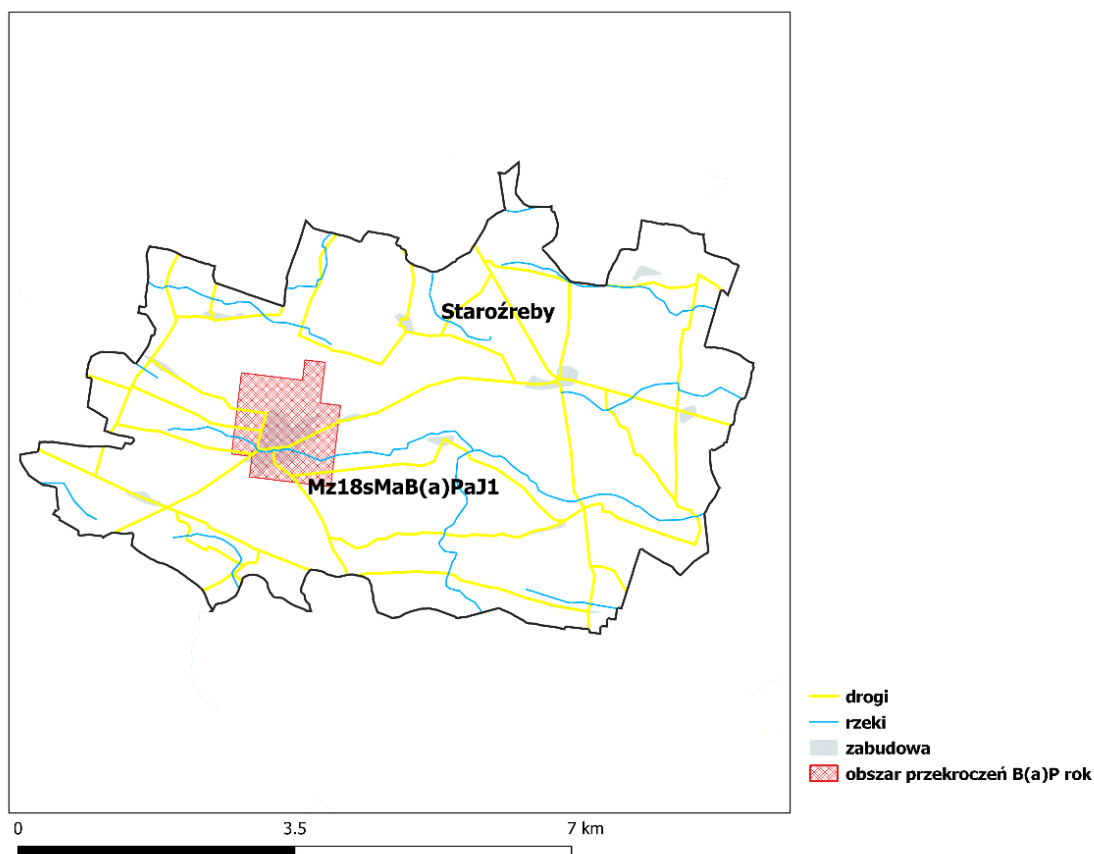 Staroźreby
Mz18sMaB(a)PaJ1
drogi
rzeki
zabudowa
obszar przekroczeń B(a)P rok
0 3.5 7 km